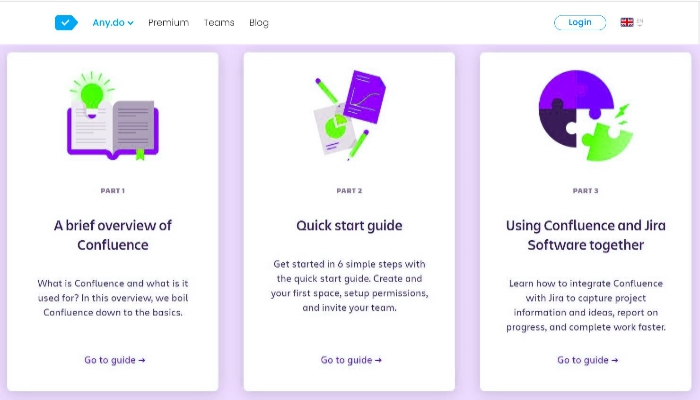 Any.do Premium Teams Blog Login EN
PART 1
A brief overview of
Confluence
What is Confluence and what is it
used for? In this overview, we boil
Confluence down to the basics.
Go to guide →
PART 2
Quick start guide
Get started in 6 simple steps with
the quick start guide. Create and
your first space, setup permissions,
and invite your team.
Go to guide →
PART 3
Using Confluence and Jira
Software together
Learn how to integrate Confluence
with Jira to capture project
information and ideas, report on
progress, and complete work faster.
Go to guide →